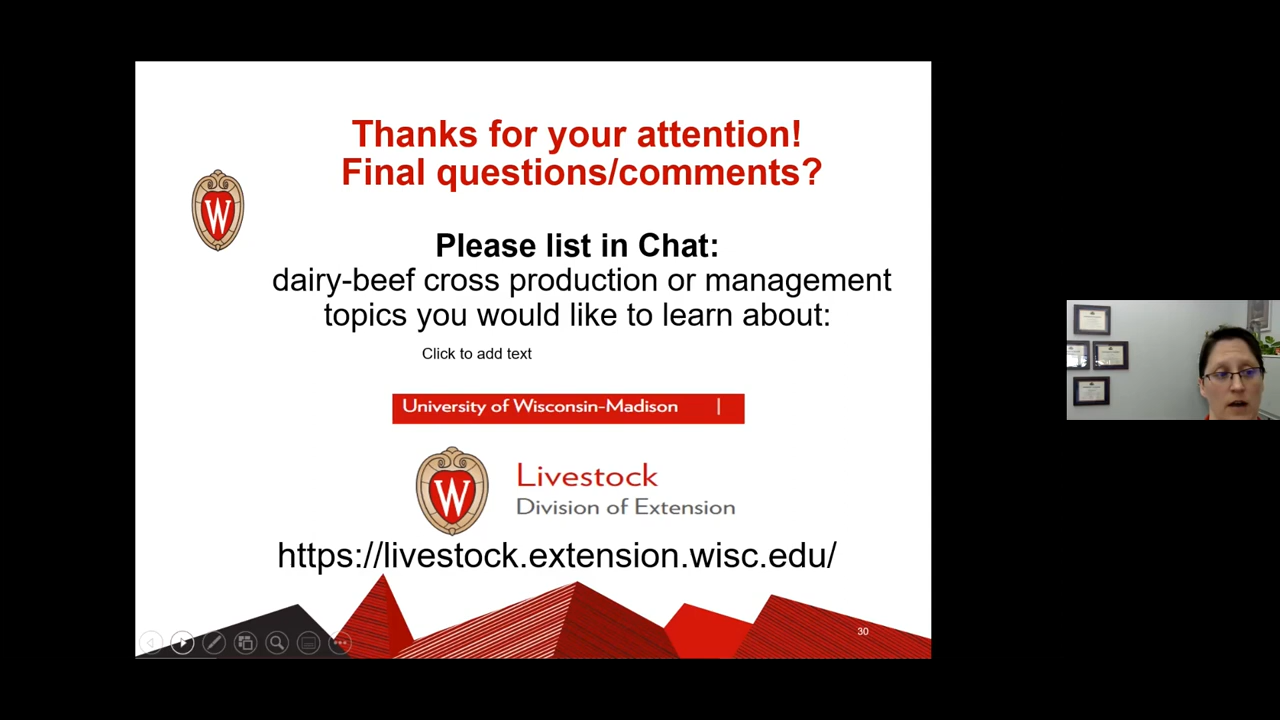 Thanks for your attention!
Final questions/comments?
W
Please list in Chat:
dairy-beef cross production or management
topics you would like to learn about:
Click to add text
University of Wisconsin-Madison |
W
Livestock
Division of Extension
https://livestock.extension.wisc.edu/
30